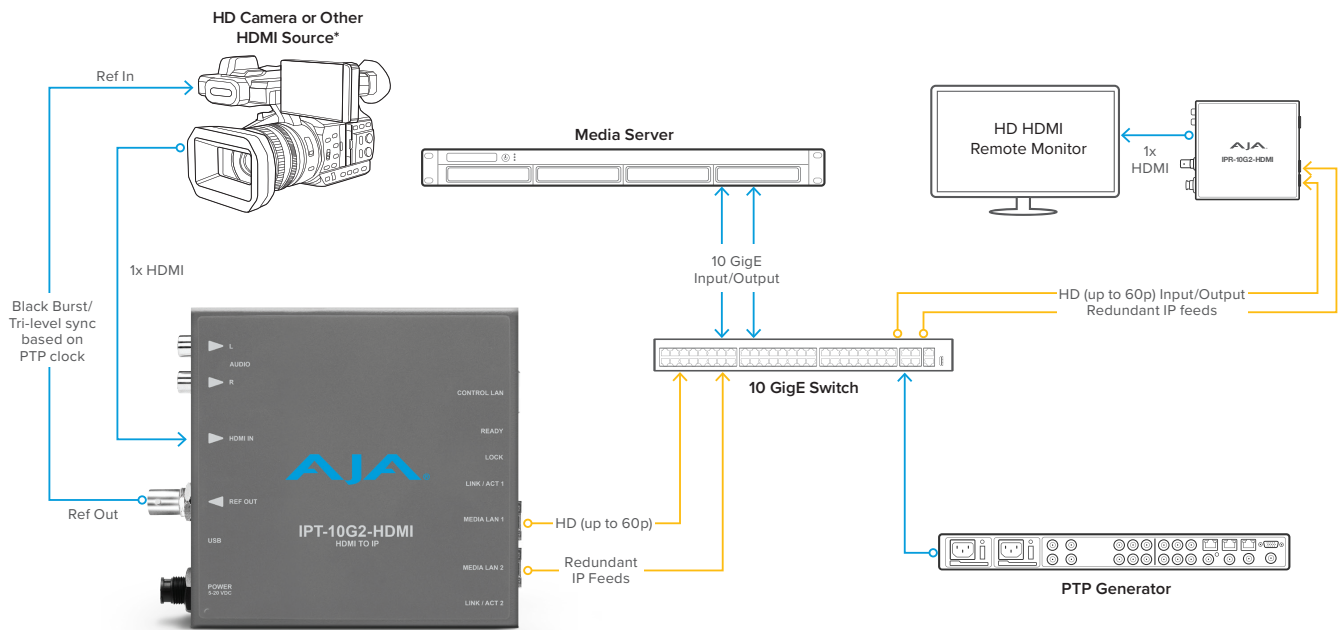 HD Camera or Other
HDMI Source*
Ref In
1x HDMI
Black Burst/
Tri-level sync
based on
PTP clock
Ref Out
Media Server
10 GigE
Input/Output
HD HDMI
Remote Monitor
1x
HDMI
AJA
IPR-10G2-HDMI
HD (up to 60p) Input/Output
Redundant IP feeds
10 GigE Switch
L
AUDIO
R
HDMI IN
REF OUT
USB
POWER
5-20 VDC
AJA
IPT-10G2-HDMI
HDMI TO IP
CONTROL LAN
READY
LOCK
LINK / ACT 1
MEDIA LAN 1
MEDIA LAN 2
LINK / ACT 2
HD (up to 60p)
Redundant
IP Feeds
PTP Generator